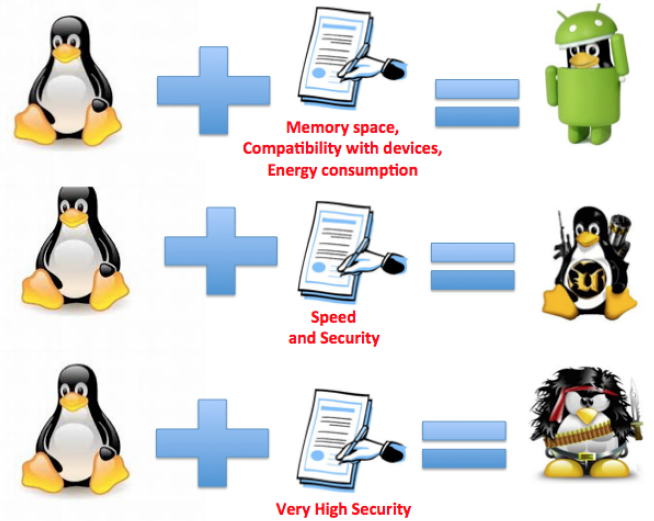 Memory space,
Compatibility with devices,
Energy consumption
Speed
and Security
Very High Security